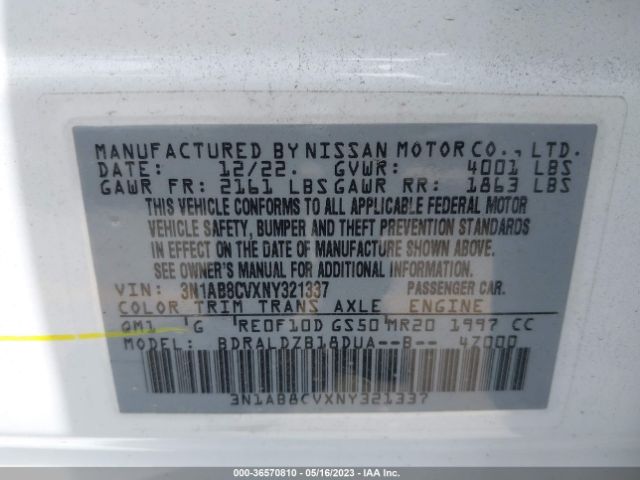 MANUFACTURED BY NISSAN MOTOR CO., LTD.
DATE: 12/22. GVWR: 4001 LBS
GAWR FR: 2161 LBS GAWR RR: 1863 LBS
THIS VEHICLE CONFORMS TO ALL APPLICABLE FEDERAL MOTOR
VEHICLE SAFETY, BUMPER AND THEFT PREVENTION STANDARDS
IN EFFECT ON THE DATE OF MANUFACTURE SHOWN ABOVE.
SEE OWNER'S MANUAL FOR ADDITIONAL INFORMATION.
VIN: 3N1AB8CVXNY321337 PASSENGER CAR.
COLOR TRIM TRANS AXLE ENGINE
QM1 G RE0F10D GS50 MR20 1997 CC
MODEL: BDRALDZB18DUA--B-- 47000
3N1AB8CVXNY321337
000-36570810 - 05/16/2023 - IAA Inc.